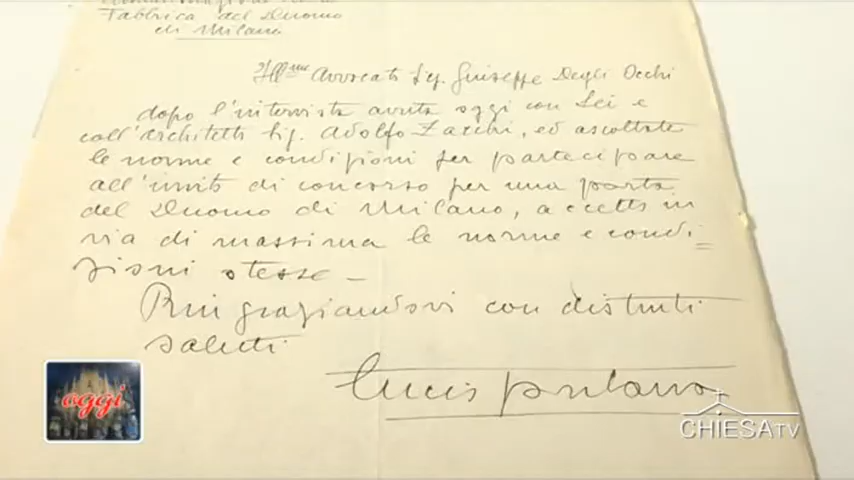 Fabbrica del Duomo
di Milano
Ill.mo Avvocato Sig. Giuseppe Degli Occhi
dopo l'intervista avuta oggi con Lei e
coll'architetto Sig. Adolfo Zacchi, ed ascoltate
le norme e condizioni per partecipare
all'invito di concorso per una porta
del Duomo di Milano, accetto in
via di massima le norme e condi=
zioni stesse –
Ringraziandovi con distinti
saluti
Lucio Fontana
oggi
CHIESATV